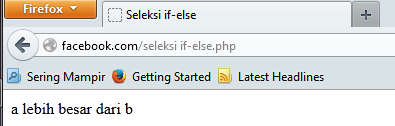 Firefox
Seleksi if-else
facebook.com/seleksi if-else.php
Sering Mampir Getting Started Latest Headlines
a lebih besar dari b